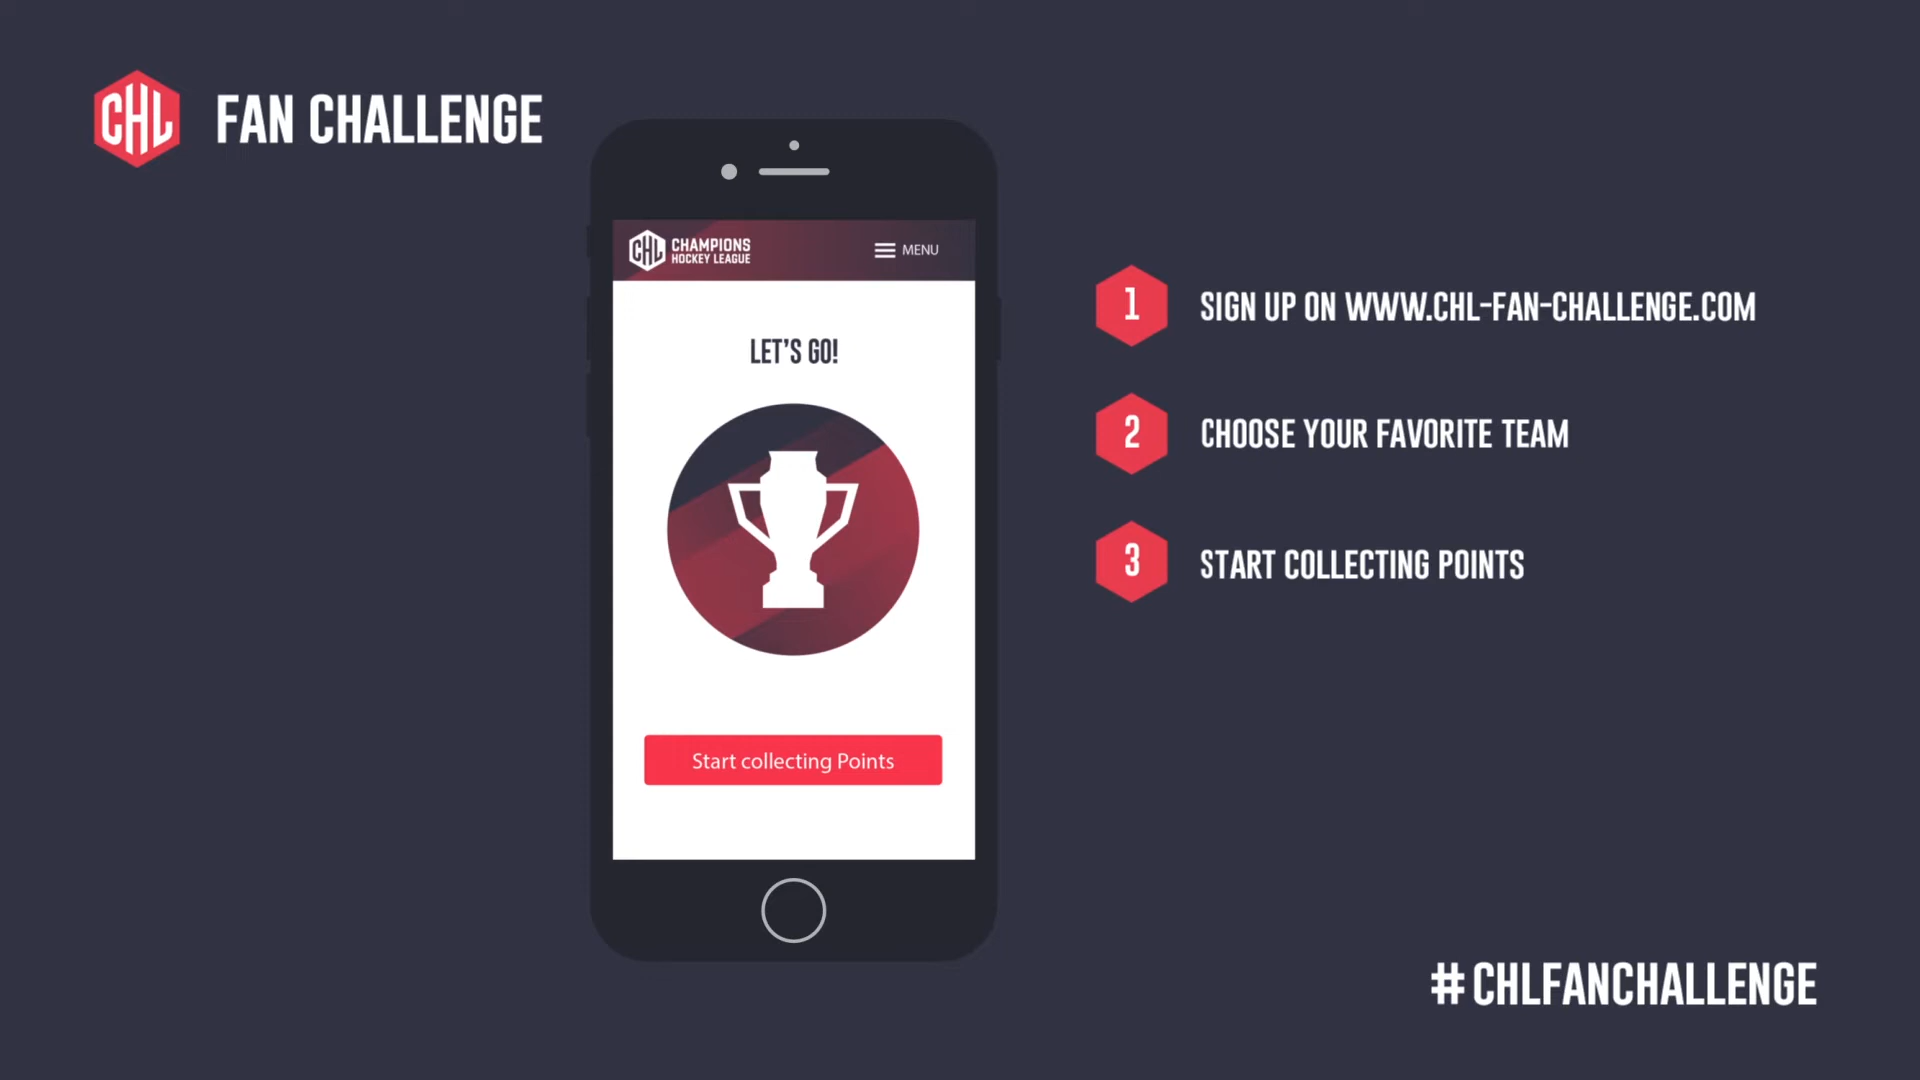 CHL FAN CHALLENGE
CHL CHAMPIONS
HOCKEY LEAGUE
MENU
LET'S GO!
Start collecting Points
1 SIGN UP ON WWW.CHL-FAN-CHALLENGE.COM
2 CHOOSE YOUR FAVORITE TEAM
3 START COLLECTING POINTS
#CHLFANCHALLENGE